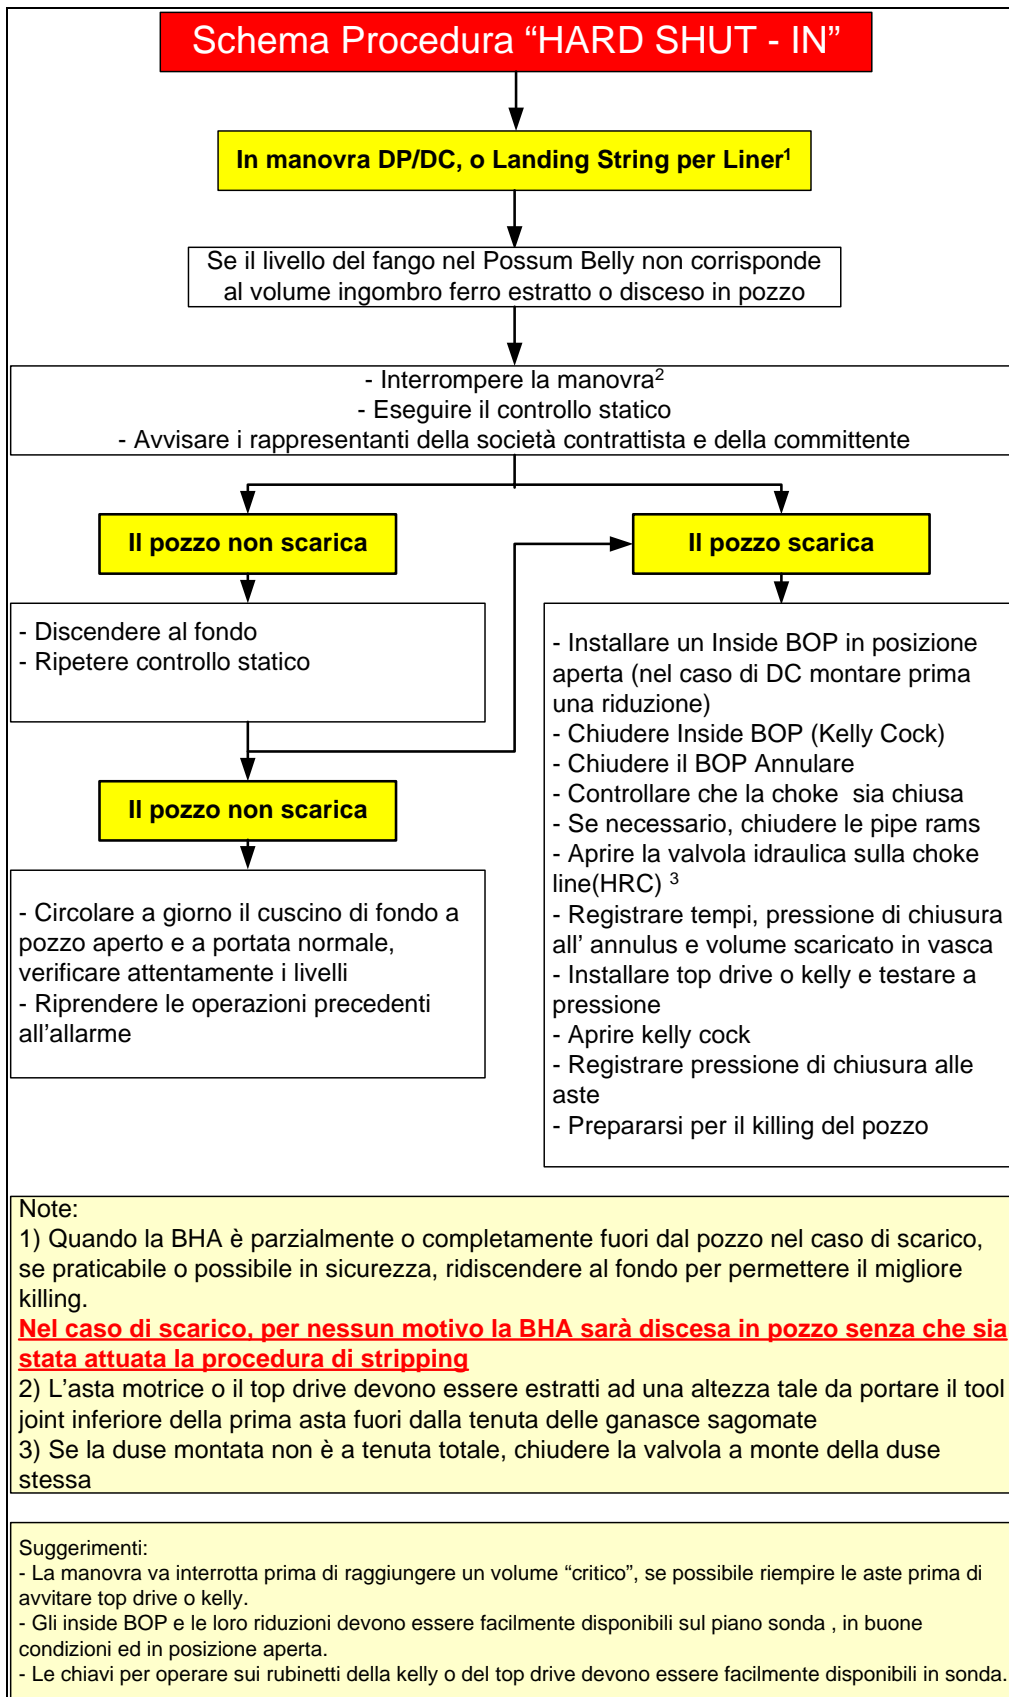 Schema Procedura “HARD SHUT - IN”
In manovra DP/DC, o Landing String per Liner¹
Se il livello del fango nel Possum Belly non corrisponde
al volume ingombro ferro estratto o disceso in pozzo
- Interrompere la manovra²
- Eseguire il controllo statico
- Avvisare i rappresentanti della società contrattista e della committente
Il pozzo non scarica
- Discendere al fondo
- Ripetere controllo statico
Il pozzo non scarica
- Circolare a giorno il cuscino di fondo a
pozzo aperto e a portata normale,
verificare attentamente i livelli
- Riprendere le operazioni precedenti
all’allarme
Il pozzo scarica
- Installare un Inside BOP in posizione
aperta (nel caso di DC montare prima
una riduzione)
- Chiudere Inside BOP (Kelly Cock)
- Chiudere il BOP Annulare
- Controllare che la choke  sia chiusa
- Se necessario, chiudere le pipe rams
- Aprire la valvola idraulica sulla choke
line(HRC) ³
- Registrare tempi, pressione di chiusura
all’ annulus e volume scaricato in vasca
- Installare top drive o kelly e testare a
pressione
- Aprire kelly cock
- Registrare pressione di chiusura alle
aste
- Prepararsi per il killing del pozzo
Note:
1) Quando la BHA è parzialmente o completamente fuori dal pozzo nel caso di scarico,
se praticabile o possibile in sicurezza, ridiscendere al fondo per permettere il migliore
killing.
Nel caso di scarico, per nessun motivo la BHA sarà discesa in pozzo senza che sia
stata attuata la procedura di stripping
2) L’asta motrice o il top drive devono essere estratti ad una altezza tale da portare il tool
joint inferiore della prima asta fuori dalla tenuta delle ganasce sagomate
3) Se la duse montata non è a tenuta totale, chiudere la valvola a monte della duse
stessa
Suggerimenti:
- La manovra va interrotta prima di raggiungere un volume “critico”, se possibile riempire le aste prima di
avvitare top drive o kelly.
- Gli inside BOP e le loro riduzioni devono essere facilmente disponibili sul piano sonda , in buone
condizioni ed in posizione aperta.
- Le chiavi per operare sui rubinetti della kelly o del top drive devono essere facilmente disponibili in sonda.